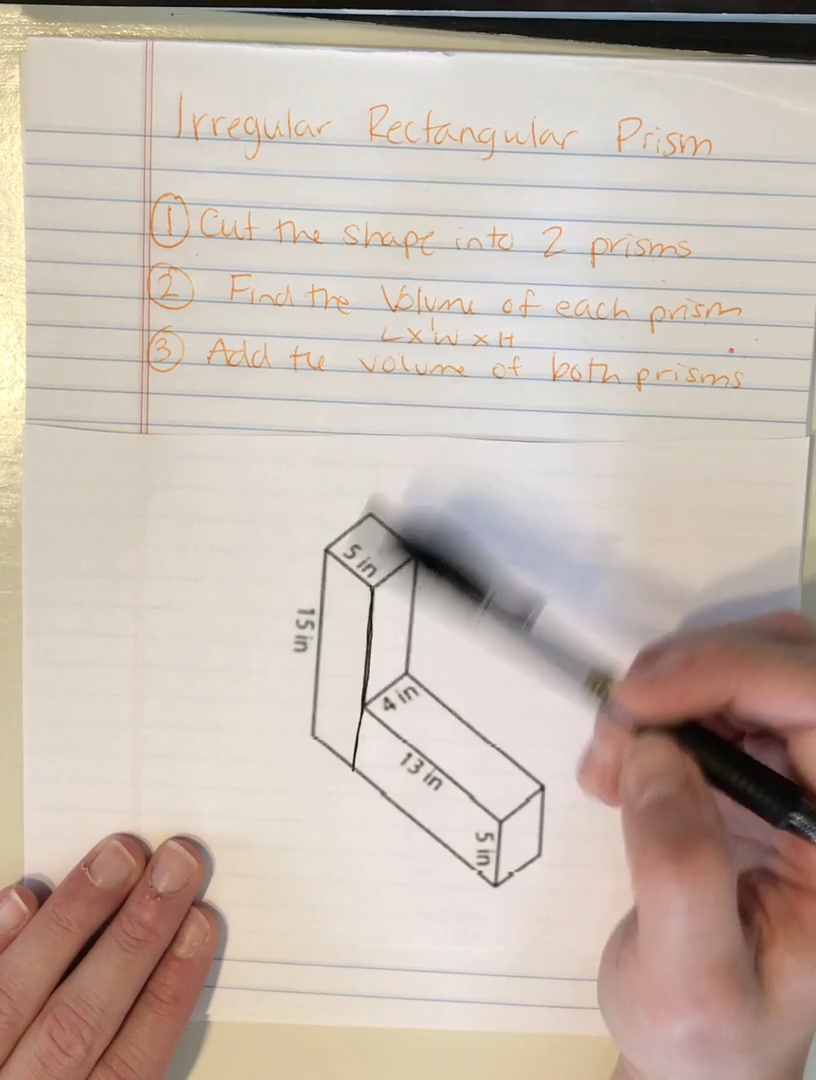 Irregular Rectangular Prism
① Cut the shape into 2 prisms
② Find the Volume of each prism
L x W x H
③ Add the volume of both prisms
5 in
15 in
4 in
13 in
5 in